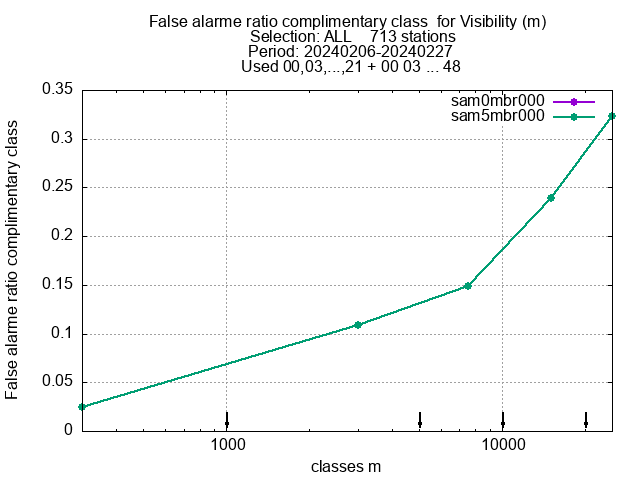 False alarme ratio complimentary class  for Visibility (m)
Selection: ALL    713 stations
Period: 20240206-20240227
Used 00,03,...,21 + 00 03 ... 48
sam0mbr000
sam5mbr000
False alarme ratio complimentary class
0.35
0.3
0.25
0.2
0.15
0.1
0.05
0
1000
10000
classes m